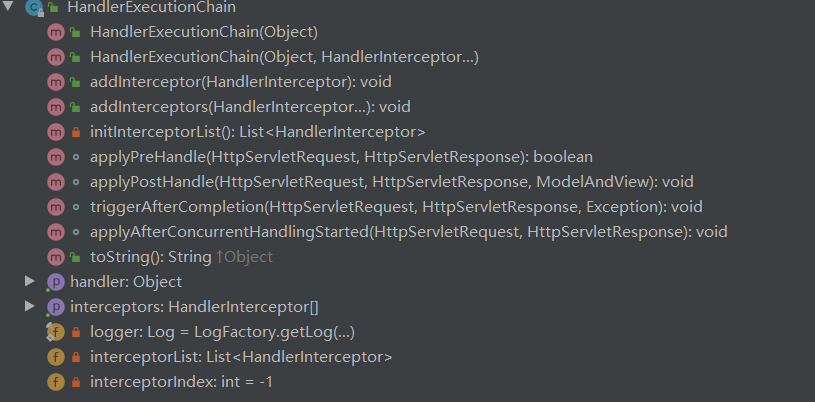 HandlerExecutionChain
m HandlerExecutionChain(Object)
m HandlerExecutionChain(Object, HandlerInterceptor...)
m addInterceptor(HandlerInterceptor): void
m addInterceptors(HandlerInterceptor...): void
m initInterceptorList(): List<HandlerInterceptor>
m applyPreHandle(HttpServletRequest, HttpServletResponse): boolean
m applyPostHandle(HttpServletRequest, HttpServletResponse, ModelAndView): void
m triggerAfterCompletion(HttpServletRequest, HttpServletResponse, Exception): void
m applyAfterConcurrentHandlingStarted(HttpServletRequest, HttpServletResponse): void
m toString(): String ↑Object
p handler: Object
p interceptors: HandlerInterceptor[]
f logger: Log = LogFactory.getLog(...)
f interceptorList: List<HandlerInterceptor>
f interceptorIndex: int = -1